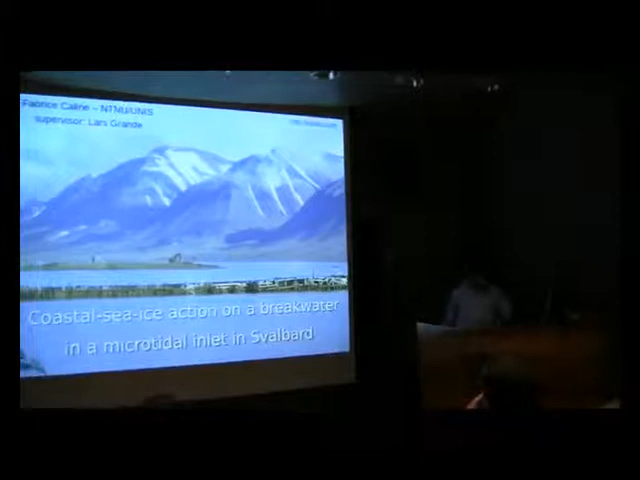 Fabrice Caline – NTNU/UNIS
supervisor: Lars Grande
Coastal-sea-ice action on a breakwater
in a microtidal inlet in Svalbard